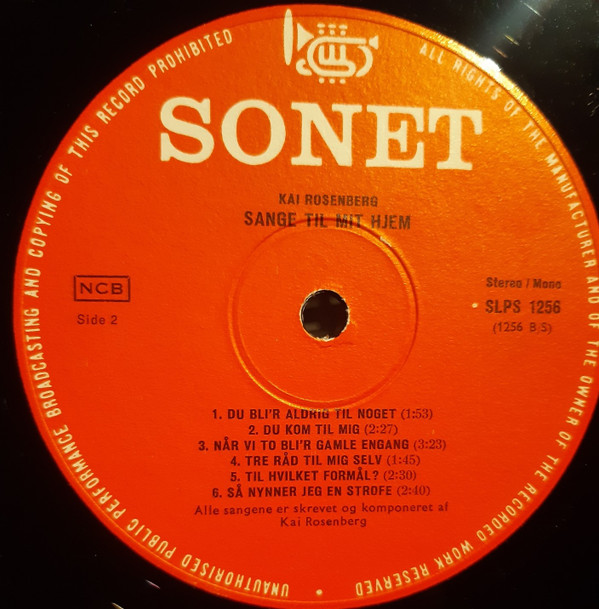 UNAUTHORISED PUBLIC PERFORMANCE BROADCASTING AND COPYING OF THIS RECORD PROHIBITED
ALL RIGHTS OF THE MANUFACTURER AND OF THE OWNER OF THE RECORDED WORK RESERVED
SONET
KAI ROSENBERG
SANGE TIL MIT HJEM
NCB
Side 2
Stereo / Mono
SLPS 1256
(1256 B/S)
1. DU BLI'R ALDRIG TIL NOGET (1:53)
2. DU KOM TIL MIG (2:27)
3. NÅR VI TO BLI'R GAMLE ENGANG (3:23)
4. TRE RÅD TIL MIG SELV (1:45)
5. TIL HVILKET FORMÅL? (2:30)
6. SÅ NYNNER JEG EN STROFE (2:40)
Alle sangene er skrevet og komponeret af
Kai Rosenberg